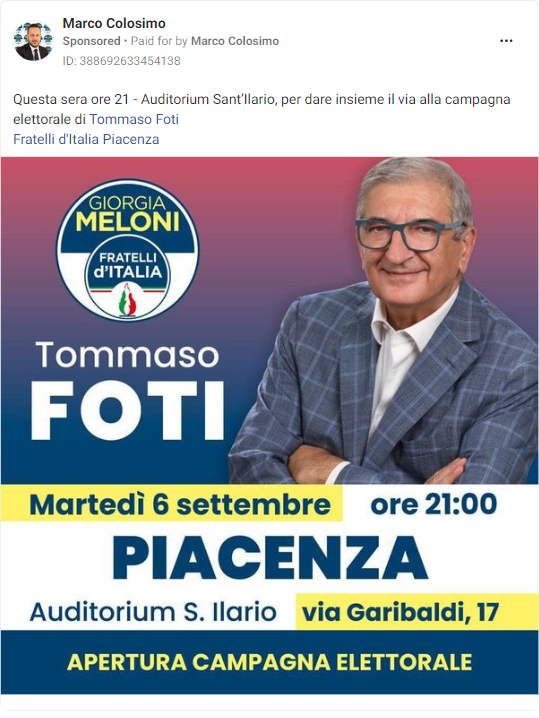 Marco Colosimo
Sponsored • Paid for by Marco Colosimo
ID: 388692633454138
Questa sera ore 21 - Auditorium Sant'Ilario, per dare insieme il via alla campagna
elettorale di Tommaso Foti
Fratelli d'Italia Piacenza
GIORGIA
MELONI
FRATELLI
d'ITALIA
Tommaso
FOTI
Martedì 6 settembre ore 21:00
PIACENZA
Auditorium S. Ilario via Garibaldi, 17
APERTURA CAMPAGNA ELETTORALE